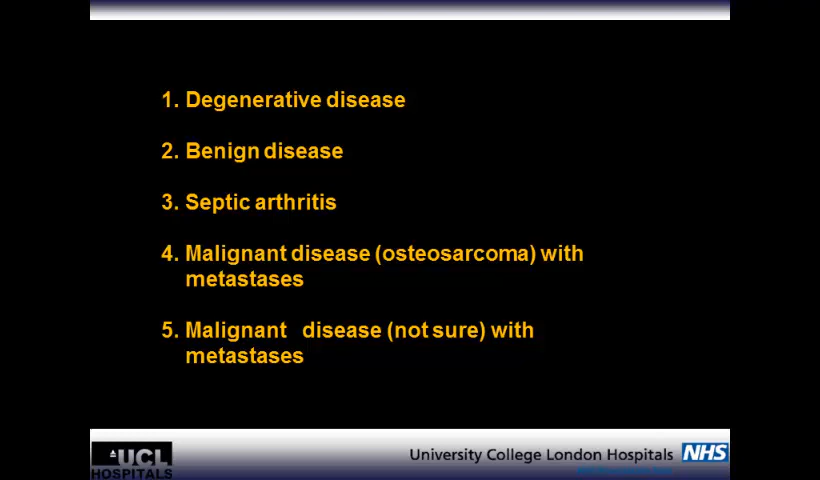 1. Degenerative disease
2. Benign disease
3. Septic arthritis
4. Malignant disease (osteosarcoma) with
metastases
5. Malignant disease (not sure) with
metastases
UCL
HOSPITALS
University College London Hospitals NHS